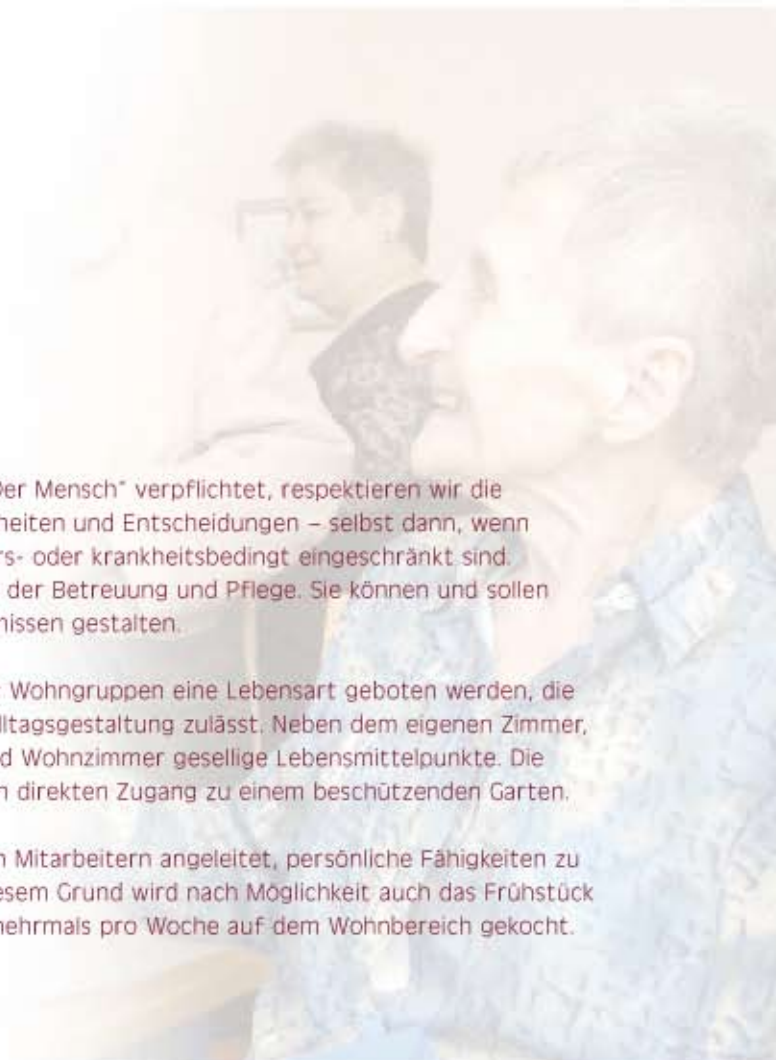 Der Mensch" verpflichtet, respektieren wir die
heiten und Entscheidungen – selbst dann, wenn
rs- oder krankheitsbedingt eingeschränkt sind.
der Betreuung und Pflege. Sie können und sollen
nissen gestalten.
Wohngruppen eine Lebensart geboten werden, die
lltagsgestaltung zulässt. Neben dem eigenen Zimmer,
d Wohnzimmer gesellige Lebensmittelpunkte. Die
n direkten Zugang zu einem beschützenden Garten.
n Mitarbeitern angeleitet, persönliche Fähigkeiten zu
esem Grund wird nach Möglichkeit auch das Frühstück
nehrmals pro Woche auf dem Wohnbereich gekocht.